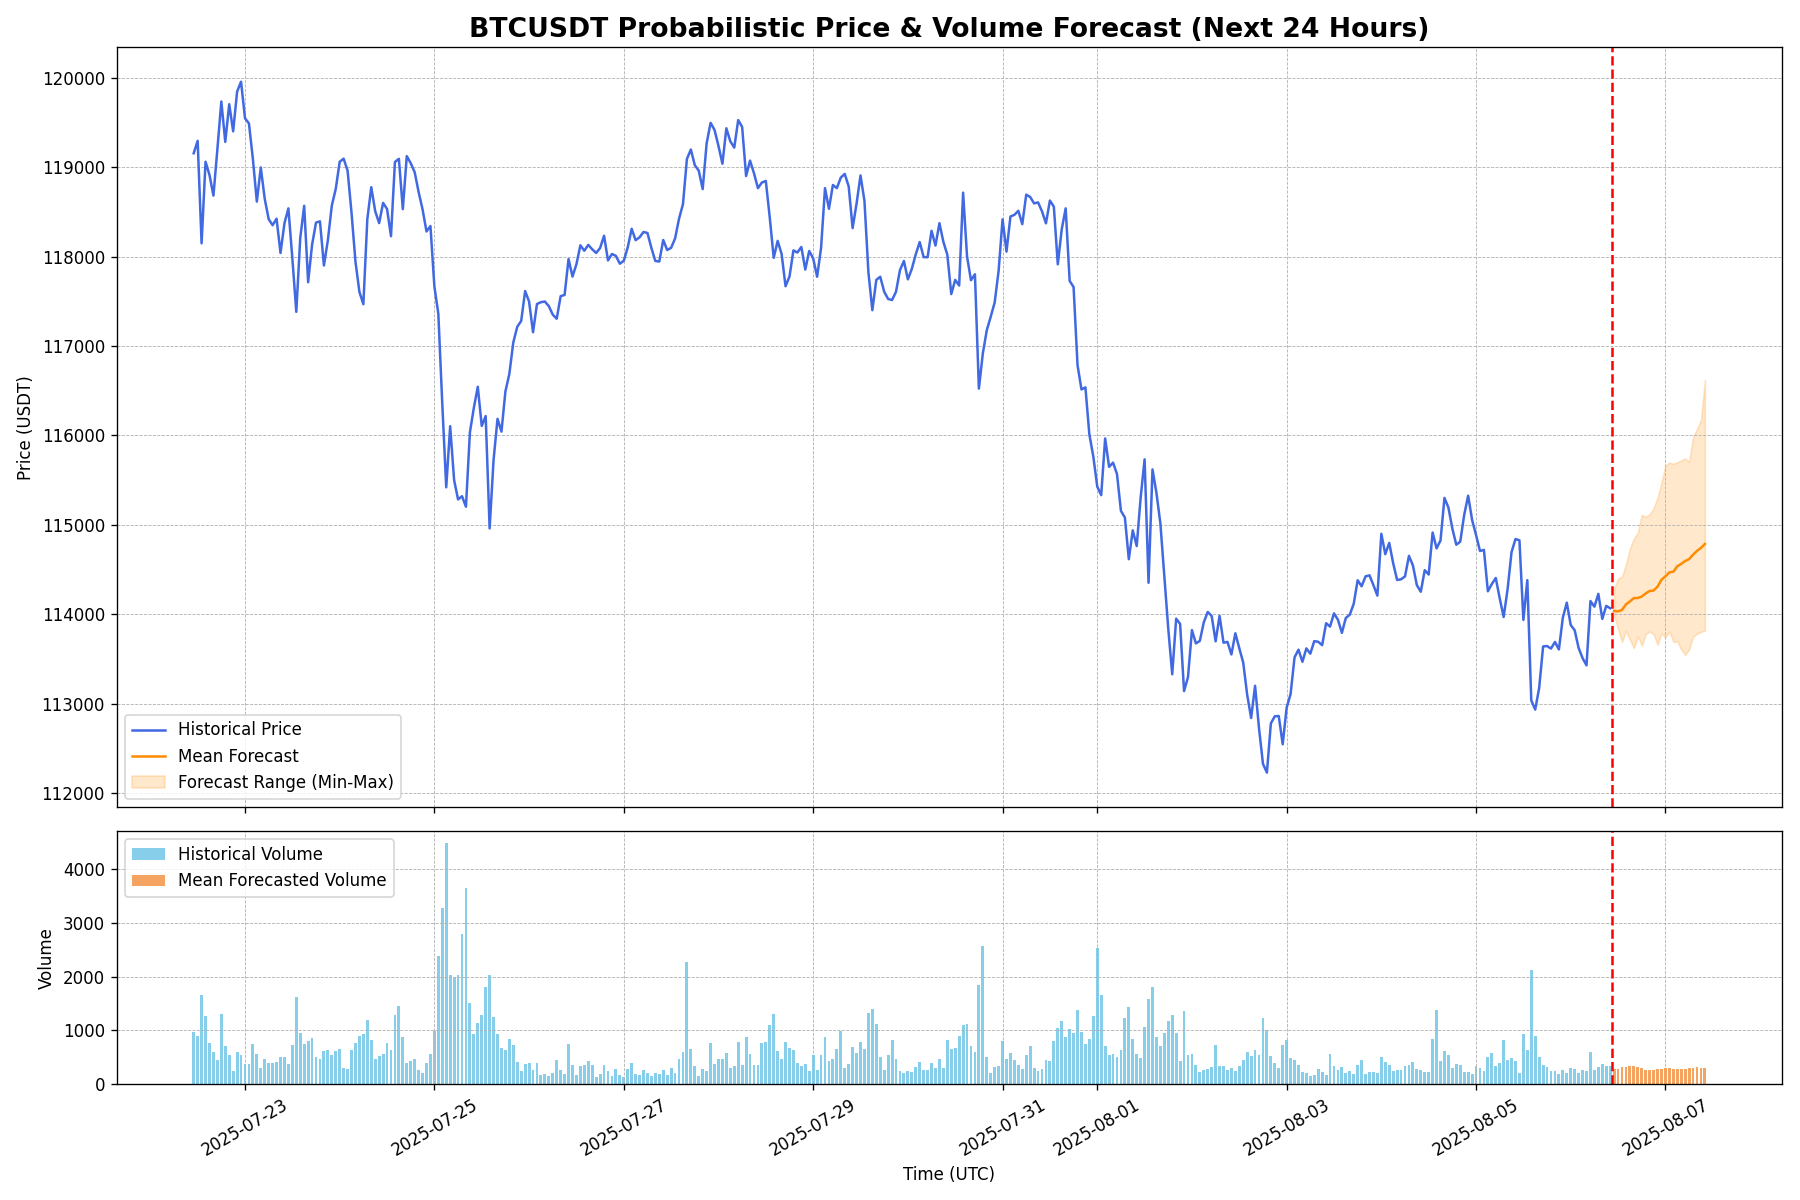 BTCUSDT Probabilistic Price & Volume Forecast (Next 24 Hours)
120000
119000
118000
117000
116000
115000
114000
113000
112000
Price (USDT)
Historical Price
Mean Forecast
Forecast Range (Min-Max)
Historical Volume
Mean Forecasted Volume
4000
3000
2000
1000
0
Volume
2025-07-23
2025-07-25
2025-07-27
2025-07-29
2025-07-31
2025-08-01
2025-08-03
2025-08-05
2025-08-07
Time (UTC)